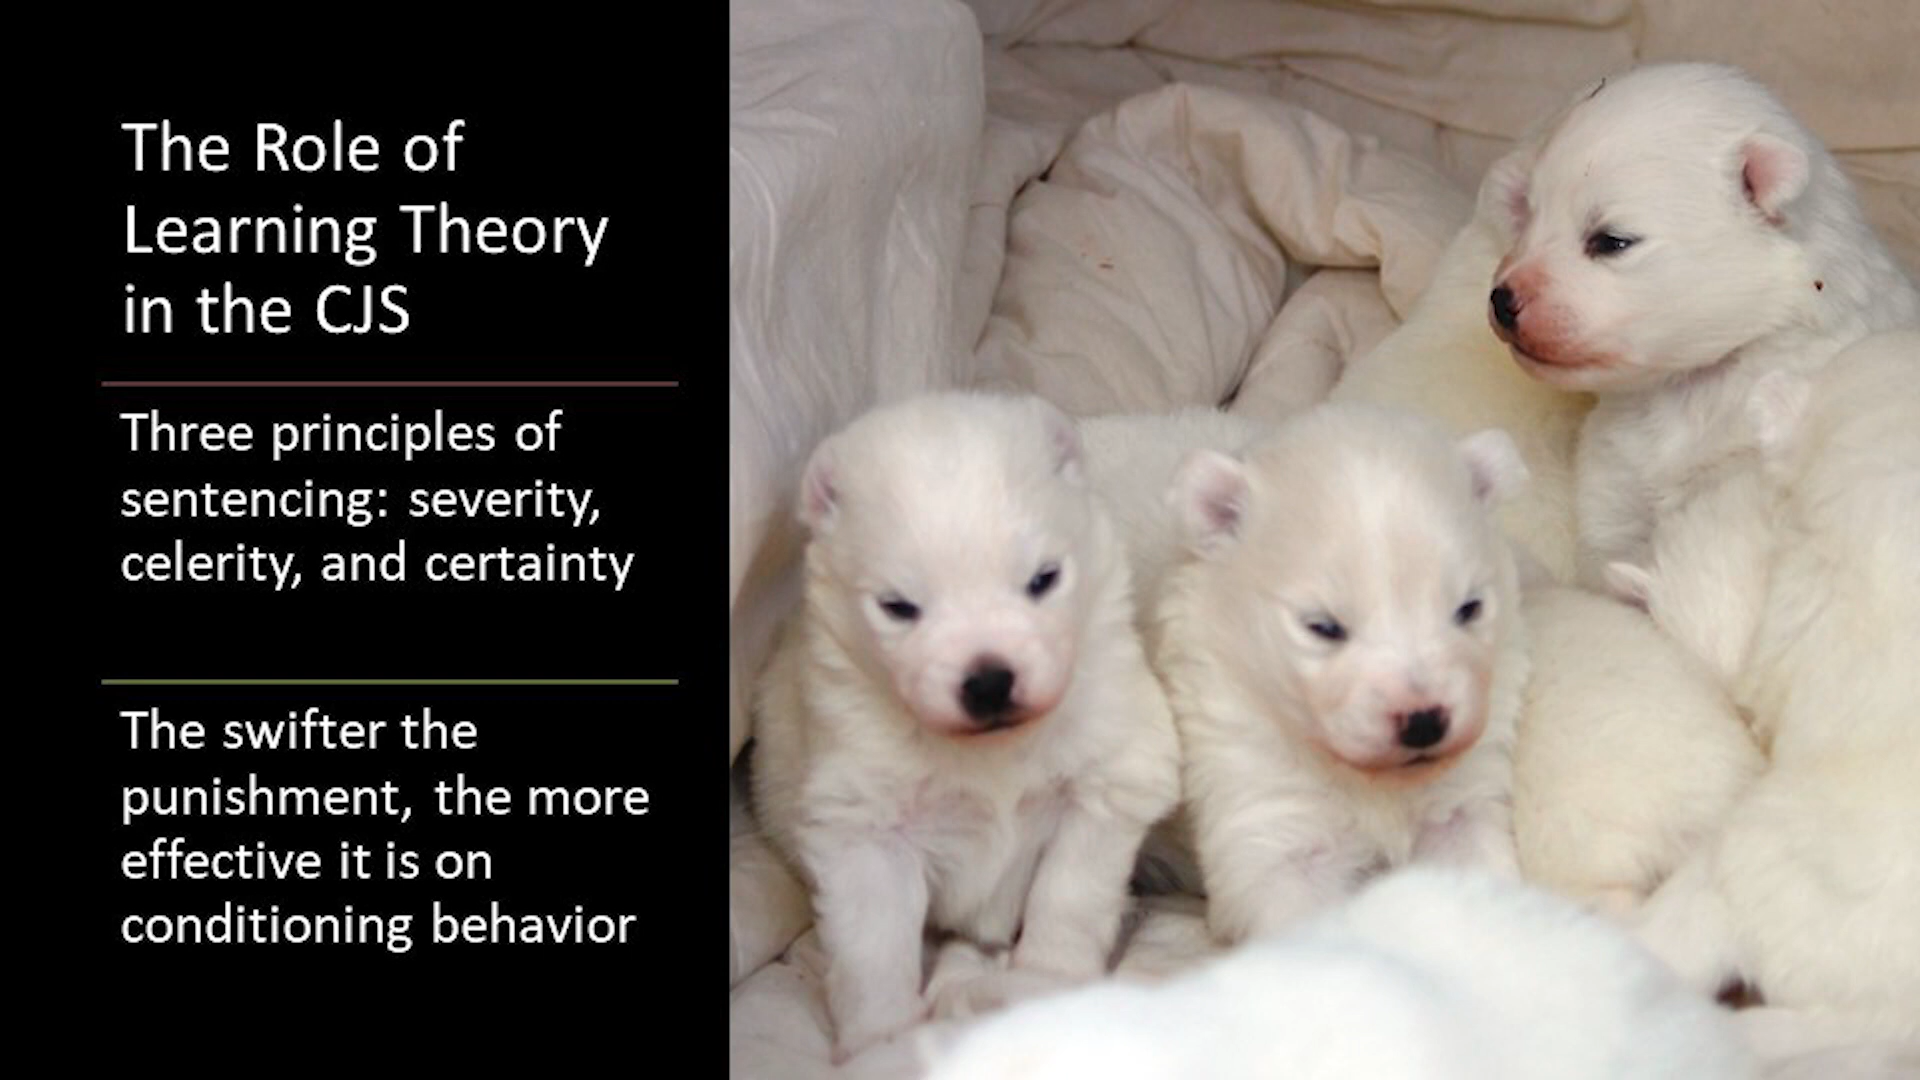 The Role of
Learning Theory
in the CJS
Three principles of
sentencing: severity,
celerity, and certainty
The swifter the
punishment, the more
effective it is on
conditioning behavior